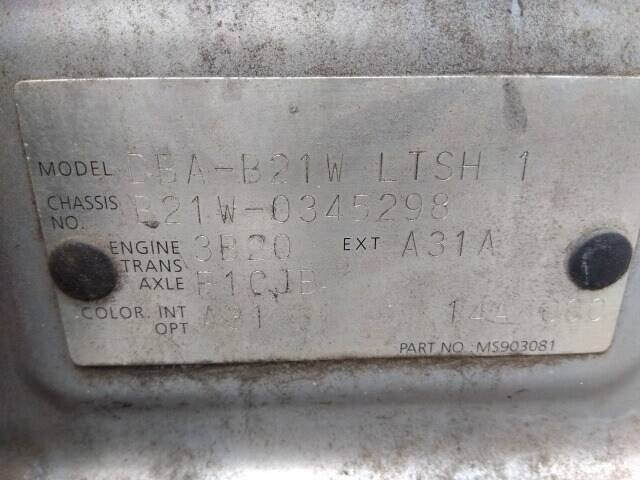 MODEL DBA-B21W LTSH 1
CHASSIS NO. B21W-0345298
ENGINE 3B20 EXT A31A
TRANS AXLE F1CJB
COLOR. INT OPT A91 14A
PART NO . MS903081